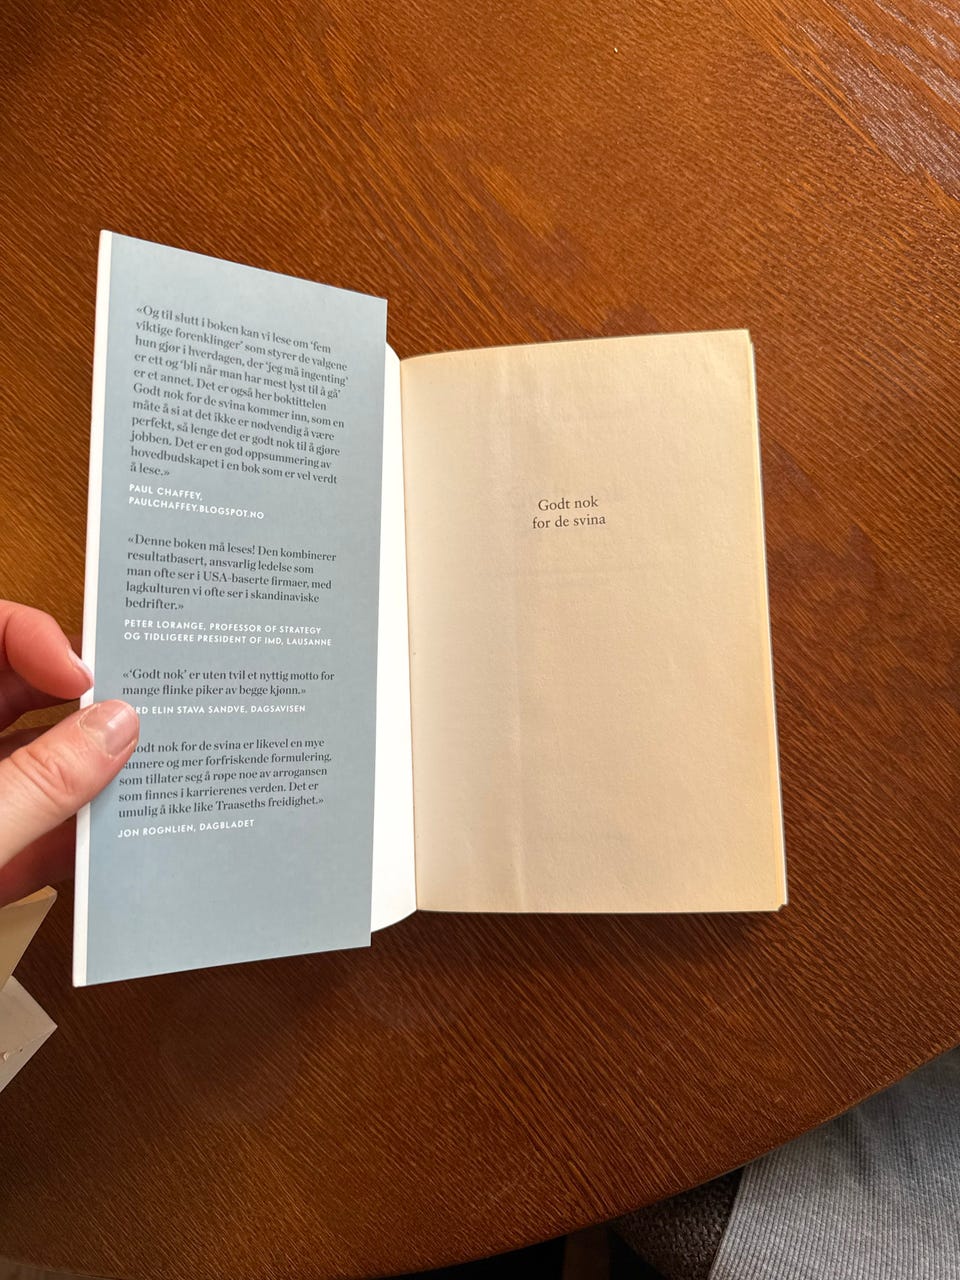 «Og til slutt i boken kan vi lese om ‘fem
viktige forenklinger’ som styrer de valgene
hun gjør i hverdagen, der ‘jeg må ingenting’
er ett og ‘bli når man har mest lyst til å gå’
er et annet. Det er også her boktittelen
Godt nok for de svina kommer inn, som en
måte å si at det ikke er nødvendig å være
perfekt, så lenge det er godt nok til å gjøre
jobben. Det er en god oppsummering av
hovedbudskapet i en bok som er vel verdt
å lese.»
PAUL CHAFFEY,
PAULCHAFFEY.BLOGSPOT.NO
«Denne boken må leses! Den kombinerer
resultatbasert, ansvarlig ledelse som
man ofte ser i USA-baserte firmaer, med
lagkulturen vi ofte ser i skandinaviske
bedrifter.»
PETER LORANGE, PROFESSOR OF STRATEGY
OG TIDLIGERE PRESIDENT OF IMD, LAUSANNE
«‘Godt nok’ er uten tvil et nyttig motto for
mange flinke piker av begge kjønn.»
ELIN STAVA SANDVE, DAGSAVISEN
nok for de svina er likevel en mye
og mer forfriskende formulering,
som tillater seg å røpe noe av arrogansen
som finnes i karrierenes verden. Det er
umulig å ikke like Traaseths freidighet.»
JON ROGNLIEN, DAGBLADET
Godt nok
for de svina